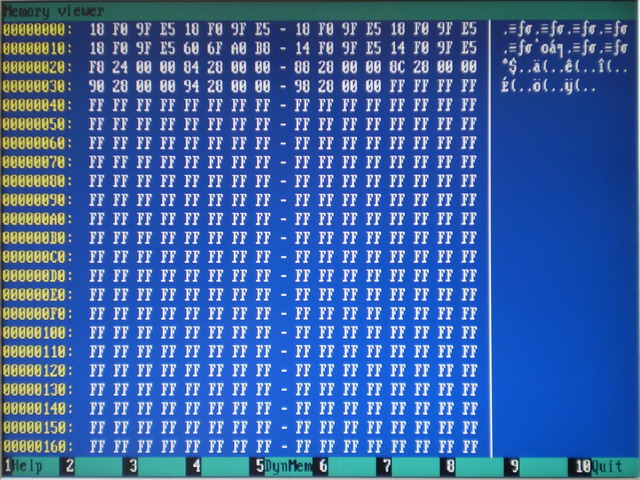 Memory viewer
00000000: 18 F0 9F E5 18 F0 9F E5 - 18 F0 9F E5 18 F0 9F E5 ↑≡ƒσ↑≡ƒσ↑≡ƒσ↑≡ƒσ
00000010: 18 F0 9F E5 60 6F A0 B8 - 14 F0 9F E5 14 F0 9F E5 ↑≡ƒσ`oá╕¶≡ƒσ¶≡ƒσ
00000020: F8 24 00 00 84 28 00 00 - 88 28 00 00 8C 28 00 00 °$..ä(..ê(..î(..
00000030: 90 28 00 00 94 28 00 00 - 98 28 00 00 FF FF FF FF É(..ö(..ÿ(..
00000040: FF FF FF FF FF FF FF FF - FF FF FF FF FF FF FF FF
00000050: FF FF FF FF FF FF FF FF - FF FF FF FF FF FF FF FF
00000060: FF FF FF FF FF FF FF FF - FF FF FF FF FF FF FF FF
00000070: FF FF FF FF FF FF FF FF - FF FF FF FF FF FF FF FF
00000080: FF FF FF FF FF FF FF FF - FF FF FF FF FF FF FF FF
00000090: FF FF FF FF FF FF FF FF - FF FF FF FF FF FF FF FF
000000A0: FF FF FF FF FF FF FF FF - FF FF FF FF FF FF FF FF
000000B0: FF FF FF FF FF FF FF FF - FF FF FF FF FF FF FF FF
000000C0: FF FF FF FF FF FF FF FF - FF FF FF FF FF FF FF FF
000000D0: FF FF FF FF FF FF FF FF - FF FF FF FF FF FF FF FF
000000E0: FF FF FF FF FF FF FF FF - FF FF FF FF FF FF FF FF
000000F0: FF FF FF FF FF FF FF FF - FF FF FF FF FF FF FF FF
00000100: FF FF FF FF FF FF FF FF - FF FF FF FF FF FF FF FF
00000110: FF FF FF FF FF FF FF FF - FF FF FF FF FF FF FF FF
00000120: FF FF FF FF FF FF FF FF - FF FF FF FF FF FF FF FF
00000130: FF FF FF FF FF FF FF FF - FF FF FF FF FF FF FF FF
00000140: FF FF FF FF FF FF FF FF - FF FF FF FF FF FF FF FF
00000150: FF FF FF FF FF FF FF FF - FF FF FF FF FF FF FF FF
00000160: FF FF FF FF FF FF FF FF - FF FF FF FF FF FF FF FF
1Help 2 3 4 5DynMem 6 7 8 9 10Quit